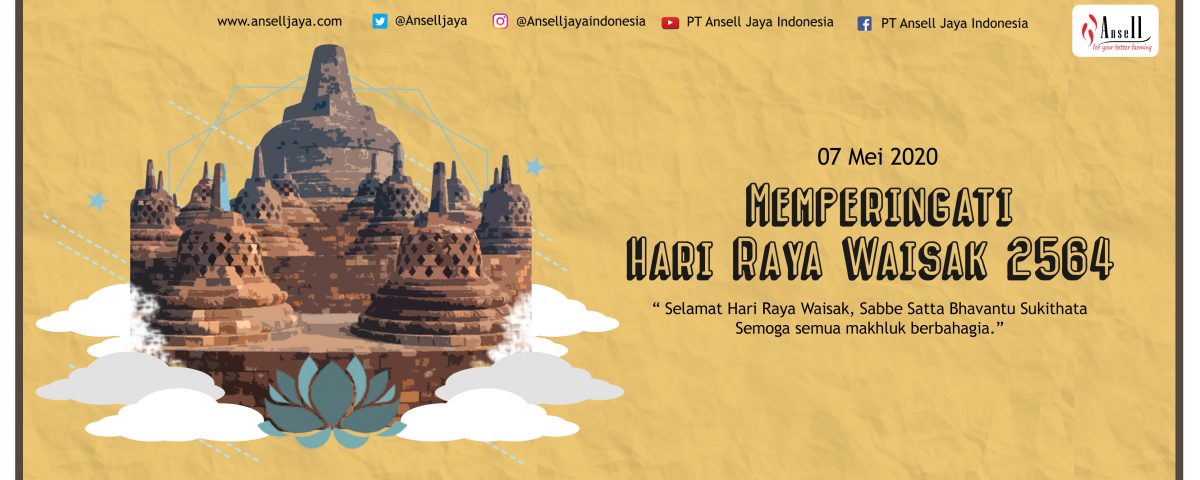 www.anselljaya.com @Anselljaya @Anselljayaindonesia PT Ansell Jaya Indonesia PT Ansell Jaya Indonesia
Ansell
for your better farming
07 Mei 2020
Memperingati
Hari Raya Waisak 2564
“ Selamat Hari Raya Waisak, Sabbe Satta Bhavantu Sukithata
Semoga semua makhluk berbahagia.”